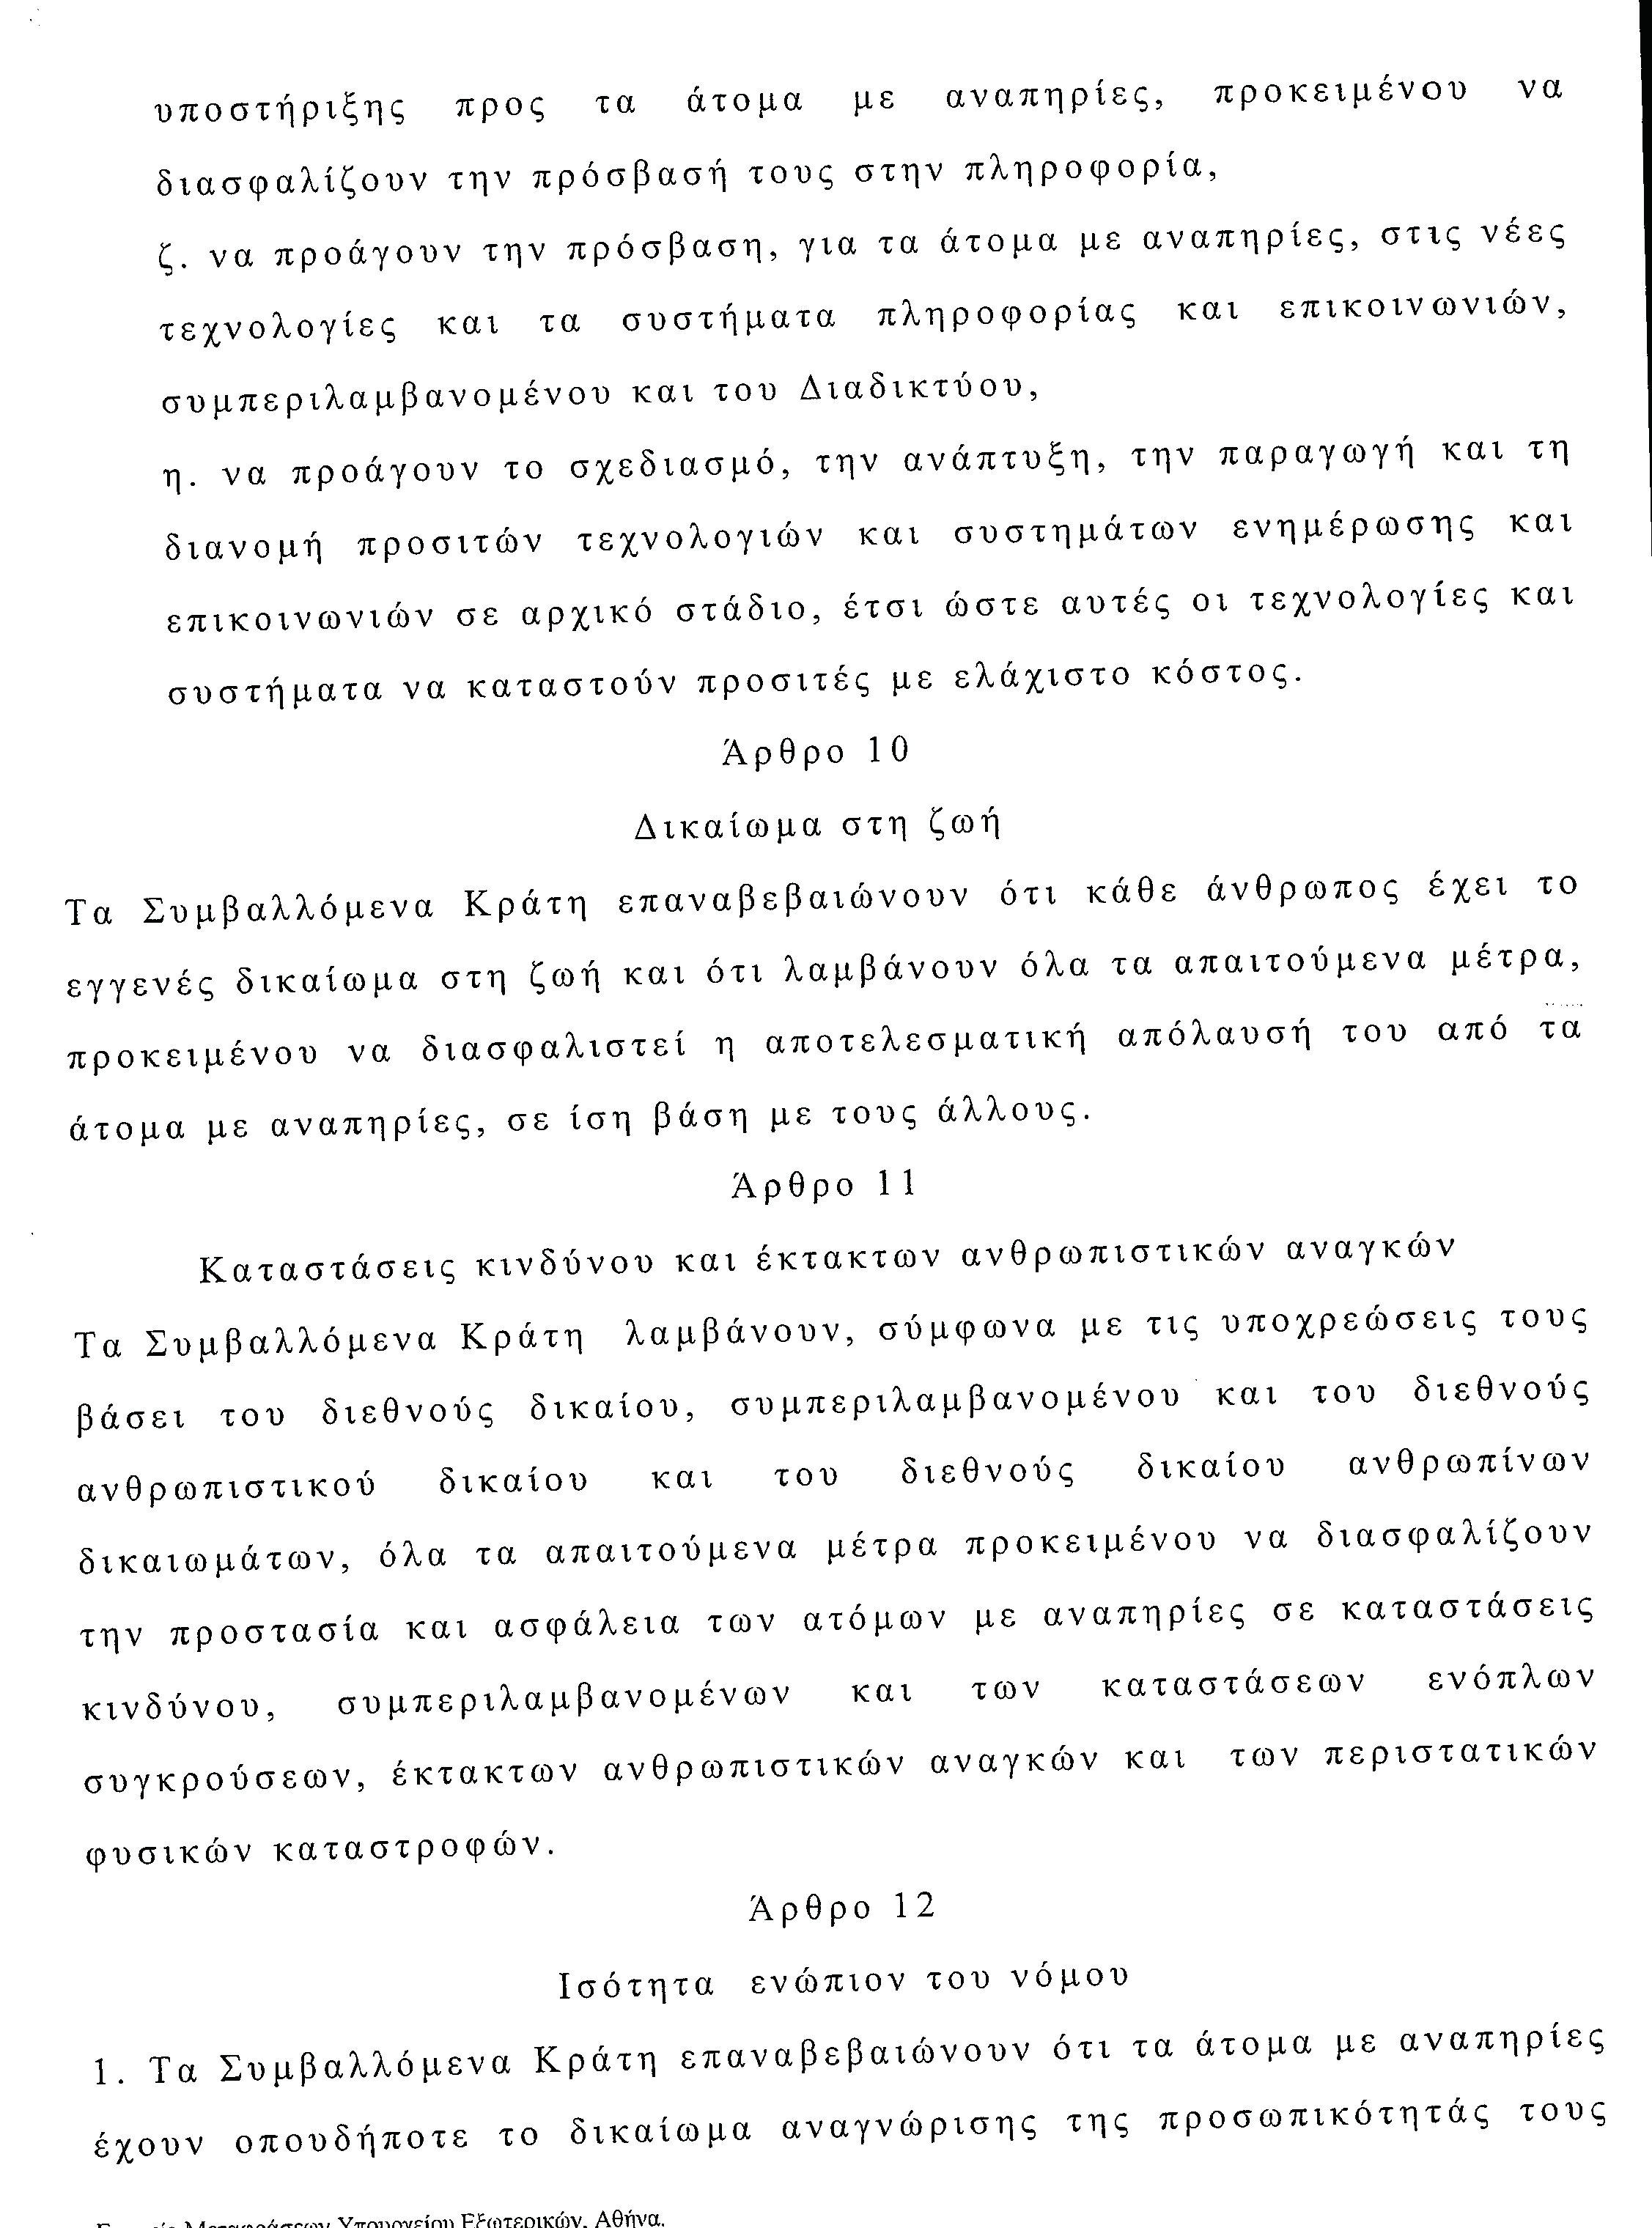 υποστήριξης προς τα άτομα με αναπηρίες, προκειμένου να
διασφαλίζουν την πρόσβασή τους στην πληροφορία,
ζ. να προάγουν την πρόσβαση, για τα άτομα με αναπηρίες, στις νέες
τεχνολογίες και τα συστήματα πληροφορίας και επικοινωνιών,
συμπεριλαμβανομένου και του Διαδικτύου,
η. να προάγουν το σχεδιασμό, την ανάπτυξη, την παραγωγή και τη
διανομή προσιτών τεχνολογιών και συστημάτων ενημέρωσης και
επικοινωνιών σε αρχικό στάδιο, έτσι ώστε αυτές οι τεχνολογίες και
συστήματα να καταστούν προσιτές με ελάχιστο κόστος.
Άρθρο 10
Δικαίωμα στη ζωή
Τα Συμβαλλόμενα Κράτη επαναβεβαιώνουν ότι κάθε άνθρωπος έχει το
εγγενές δικαίωμα στη ζωή και ότι λαμβάνουν όλα τα απαιτούμενα μέτρα,
προκειμένου να διασφαλιστεί η αποτελεσματική απόλαυσή του από τα
άτομα με αναπηρίες, σε ίση βάση με τους άλλους.
Άρθρο 11
Καταστάσεις κινδύνου και έκτακτων ανθρωπιστικών αναγκών
Τα Συμβαλλόμενα Κράτη λαμβάνουν, σύμφωνα με τις υποχρεώσεις τους
βάσει του διεθνούς δικαίου, συμπεριλαμβανομένου και του διεθνούς
ανθρωπιστικού δικαίου και του διεθνούς δικαίου ανθρωπίνων
δικαιωμάτων, όλα τα απαιτούμενα μέτρα προκειμένου να διασφαλίζουν
την προστασία και ασφάλεια των ατόμων με αναπηρίες σε καταστάσεις
κινδύνου, συμπεριλαμβανομένων και των καταστάσεων ενόπλων
συγκρούσεων, έκτακτων ανθρωπιστικών αναγκών και των περιστατικών
φυσικών καταστροφών.
Άρθρο 12
Ισότητα ενώπιον του νόμου
1. Τα Συμβαλλόμενα Κράτη επαναβεβαιώνουν ότι τα άτομα με αναπηρίες
έχουν οπουδήποτε το δικαίωμα αναγνώρισης της προσωπικότητάς τους
Μεταφράσεων Υπουργείου Εξωτερικών, Αθήνα.